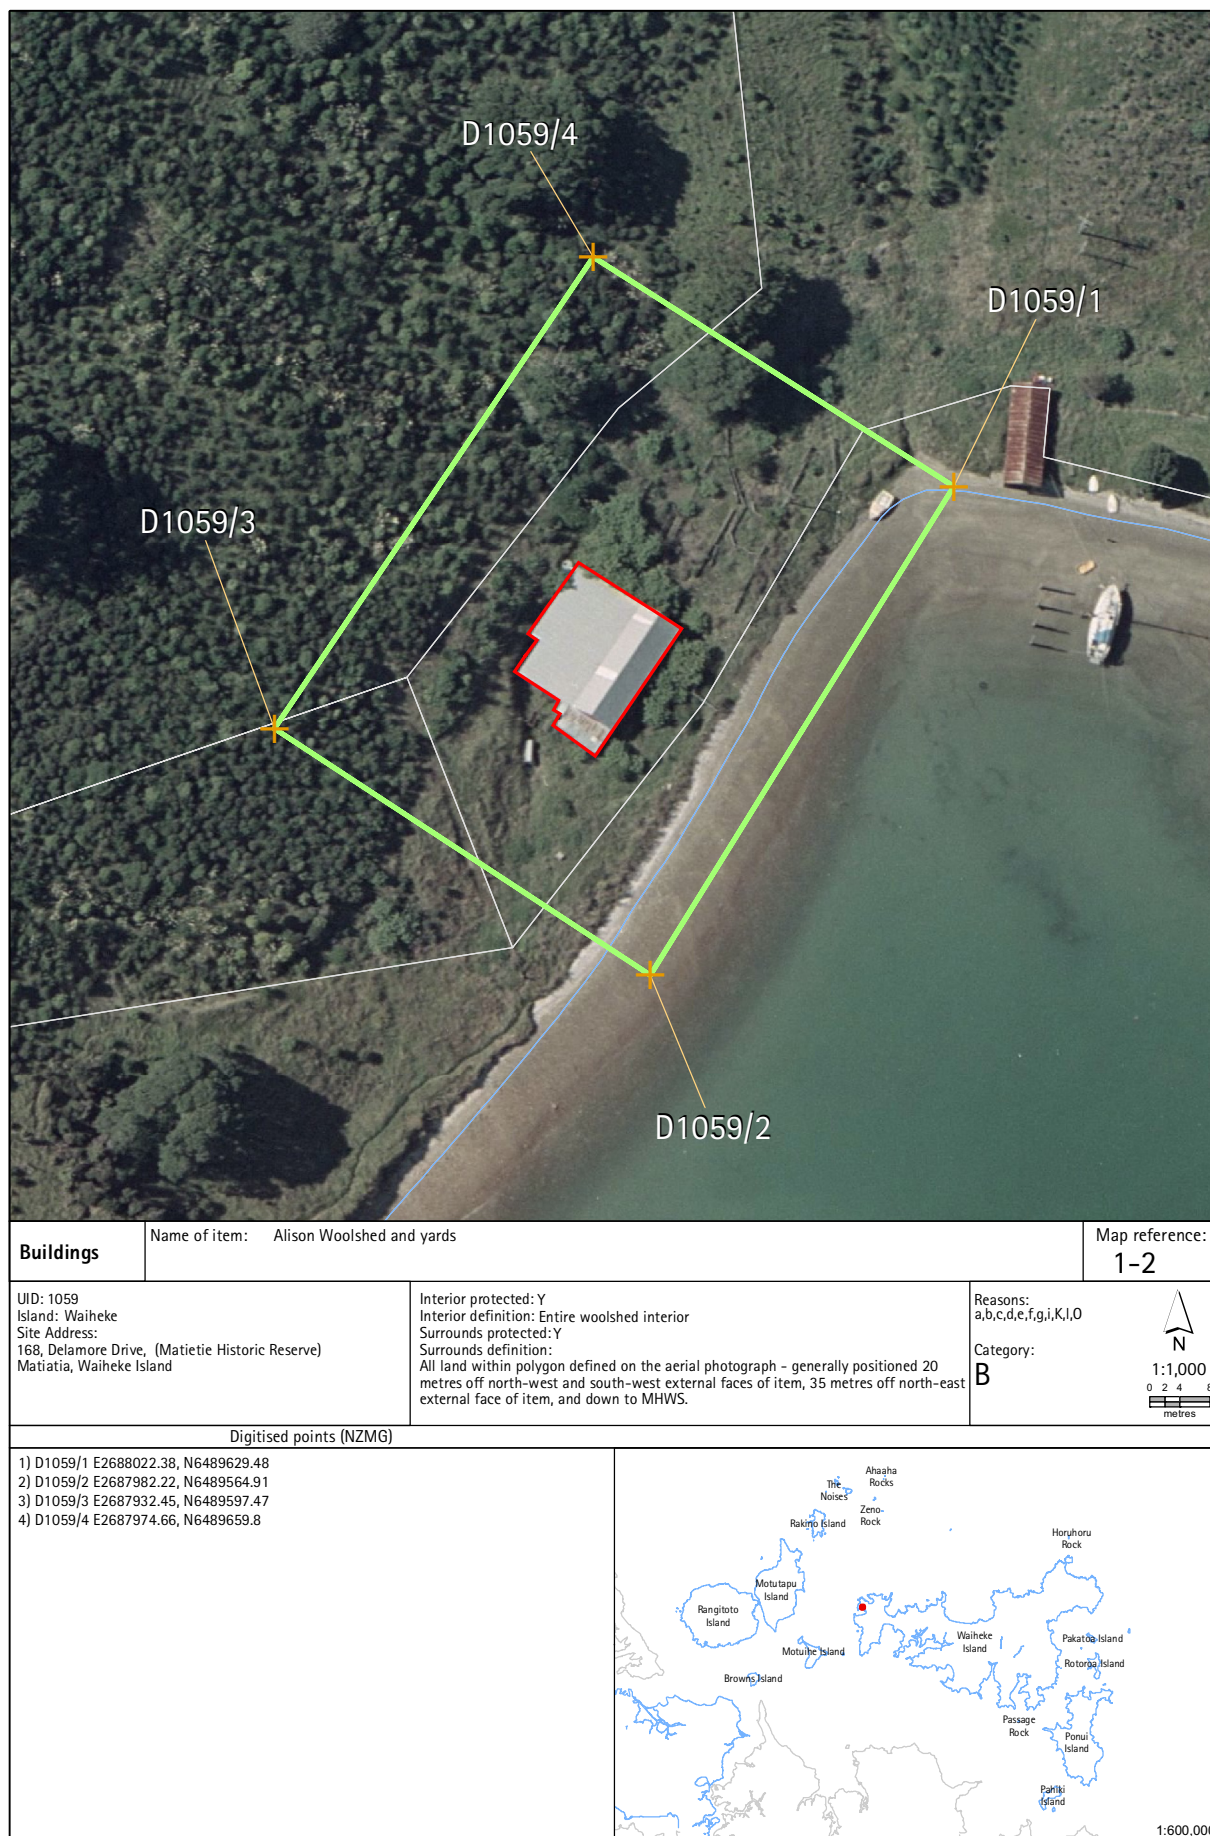 D1059/4
D1059/1
D1059/3
D1059/2
Buildings
Name of item: Alison Woolshed and yards
Map reference:
1-2
UID: 1059
Island: Waiheke
Site Address:
168, Delamore Drive, (Matietie Historic Reserve)
Matiatia, Waiheke Island
Interior protected: Y
Interior definition: Entire woolshed interior
Surrounds protected: Y
Surrounds definition:
All land within polygon defined on the aerial photograph - generally positioned 20
metres off north-west and south-west external faces of item, 35 metres off north-east
external face of item, and down to MHWS.
Reasons:
a,b,c,d,e,f,g,i,K,l,O
Category:
B
N
1:1,000
0 2 4 8
metres
Digitised points (NZMG)
1) D1059/1 E2688022.38, N6489629.48
2) D1059/2 E2687982.22, N6489564.91
3) D1059/3 E2687932.45, N6489597.47
4) D1059/4 E2687974.66, N6489659.8
Ahaaha
Rocks
The
Noises
Zeno
Rock
Rakino Island
Horuhoru
Rock
Motutapu
Island
Rangitoto
Island
Waiheke
Island
Pakatoa Island
Motuihe Island
Rotoroa Island
Browns Island
Passage
Rock
Ponui
Island
Pahiki
Island
1:600,000